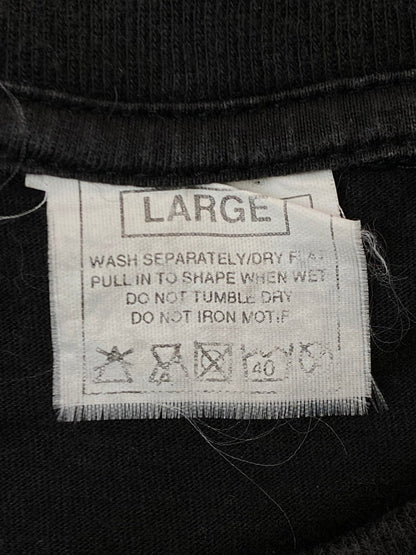 LARGE
WASH SEPARATELY/DRY FLAT
PULL IN TO SHAPE WHEN WET
DO NOT TUMBLE DRY
DO NOT IRON MOTIF
40